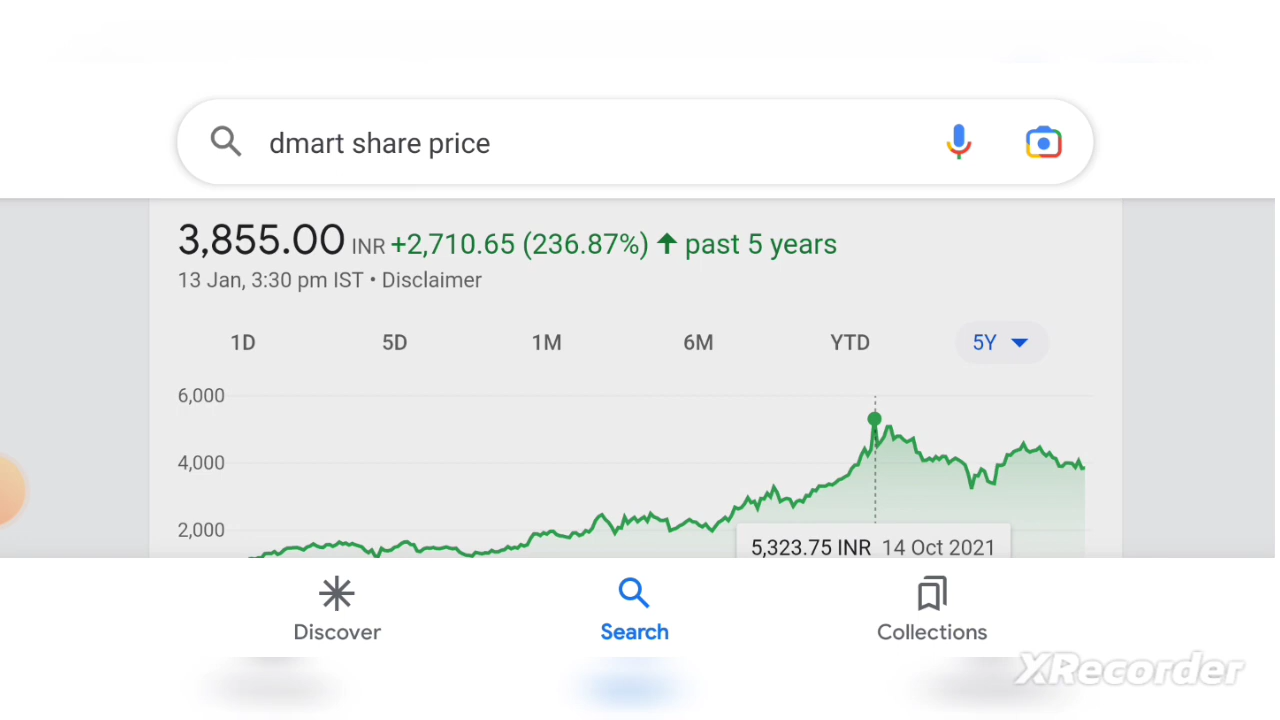 dmart share price
3,855.00 INR +2,710.65 (236.87%) ↑ past 5 years
13 Jan, 3:30 pm IST • Disclaimer
1D 5D 1M 6M YTD 5Y
6,000
4,000
2,000
5,323.75 INR 14 Oct 2021
Discover Search Collections
XRecorder